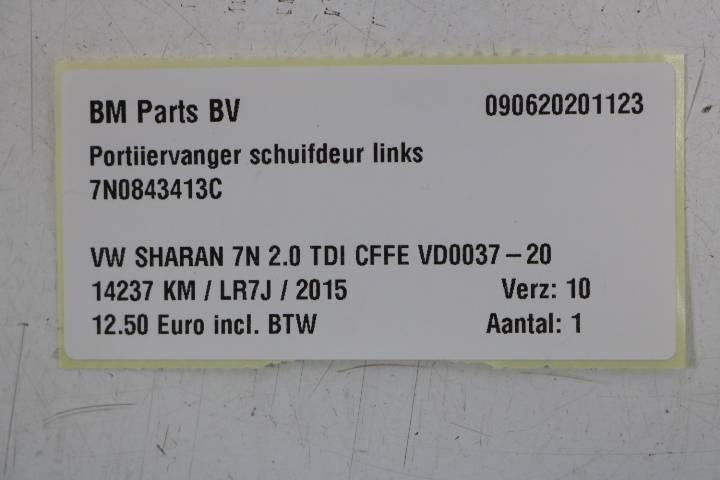 BM Parts BV 090620201123
Portiiervanger schuifdeur links
7N0843413C
VW SHARAN 7N 2.0 TDI CFFE VD0037 – 20
14237 KM / LR7J / 2015 Verz: 10
12.50 Euro incl. BTW Aantal: 1